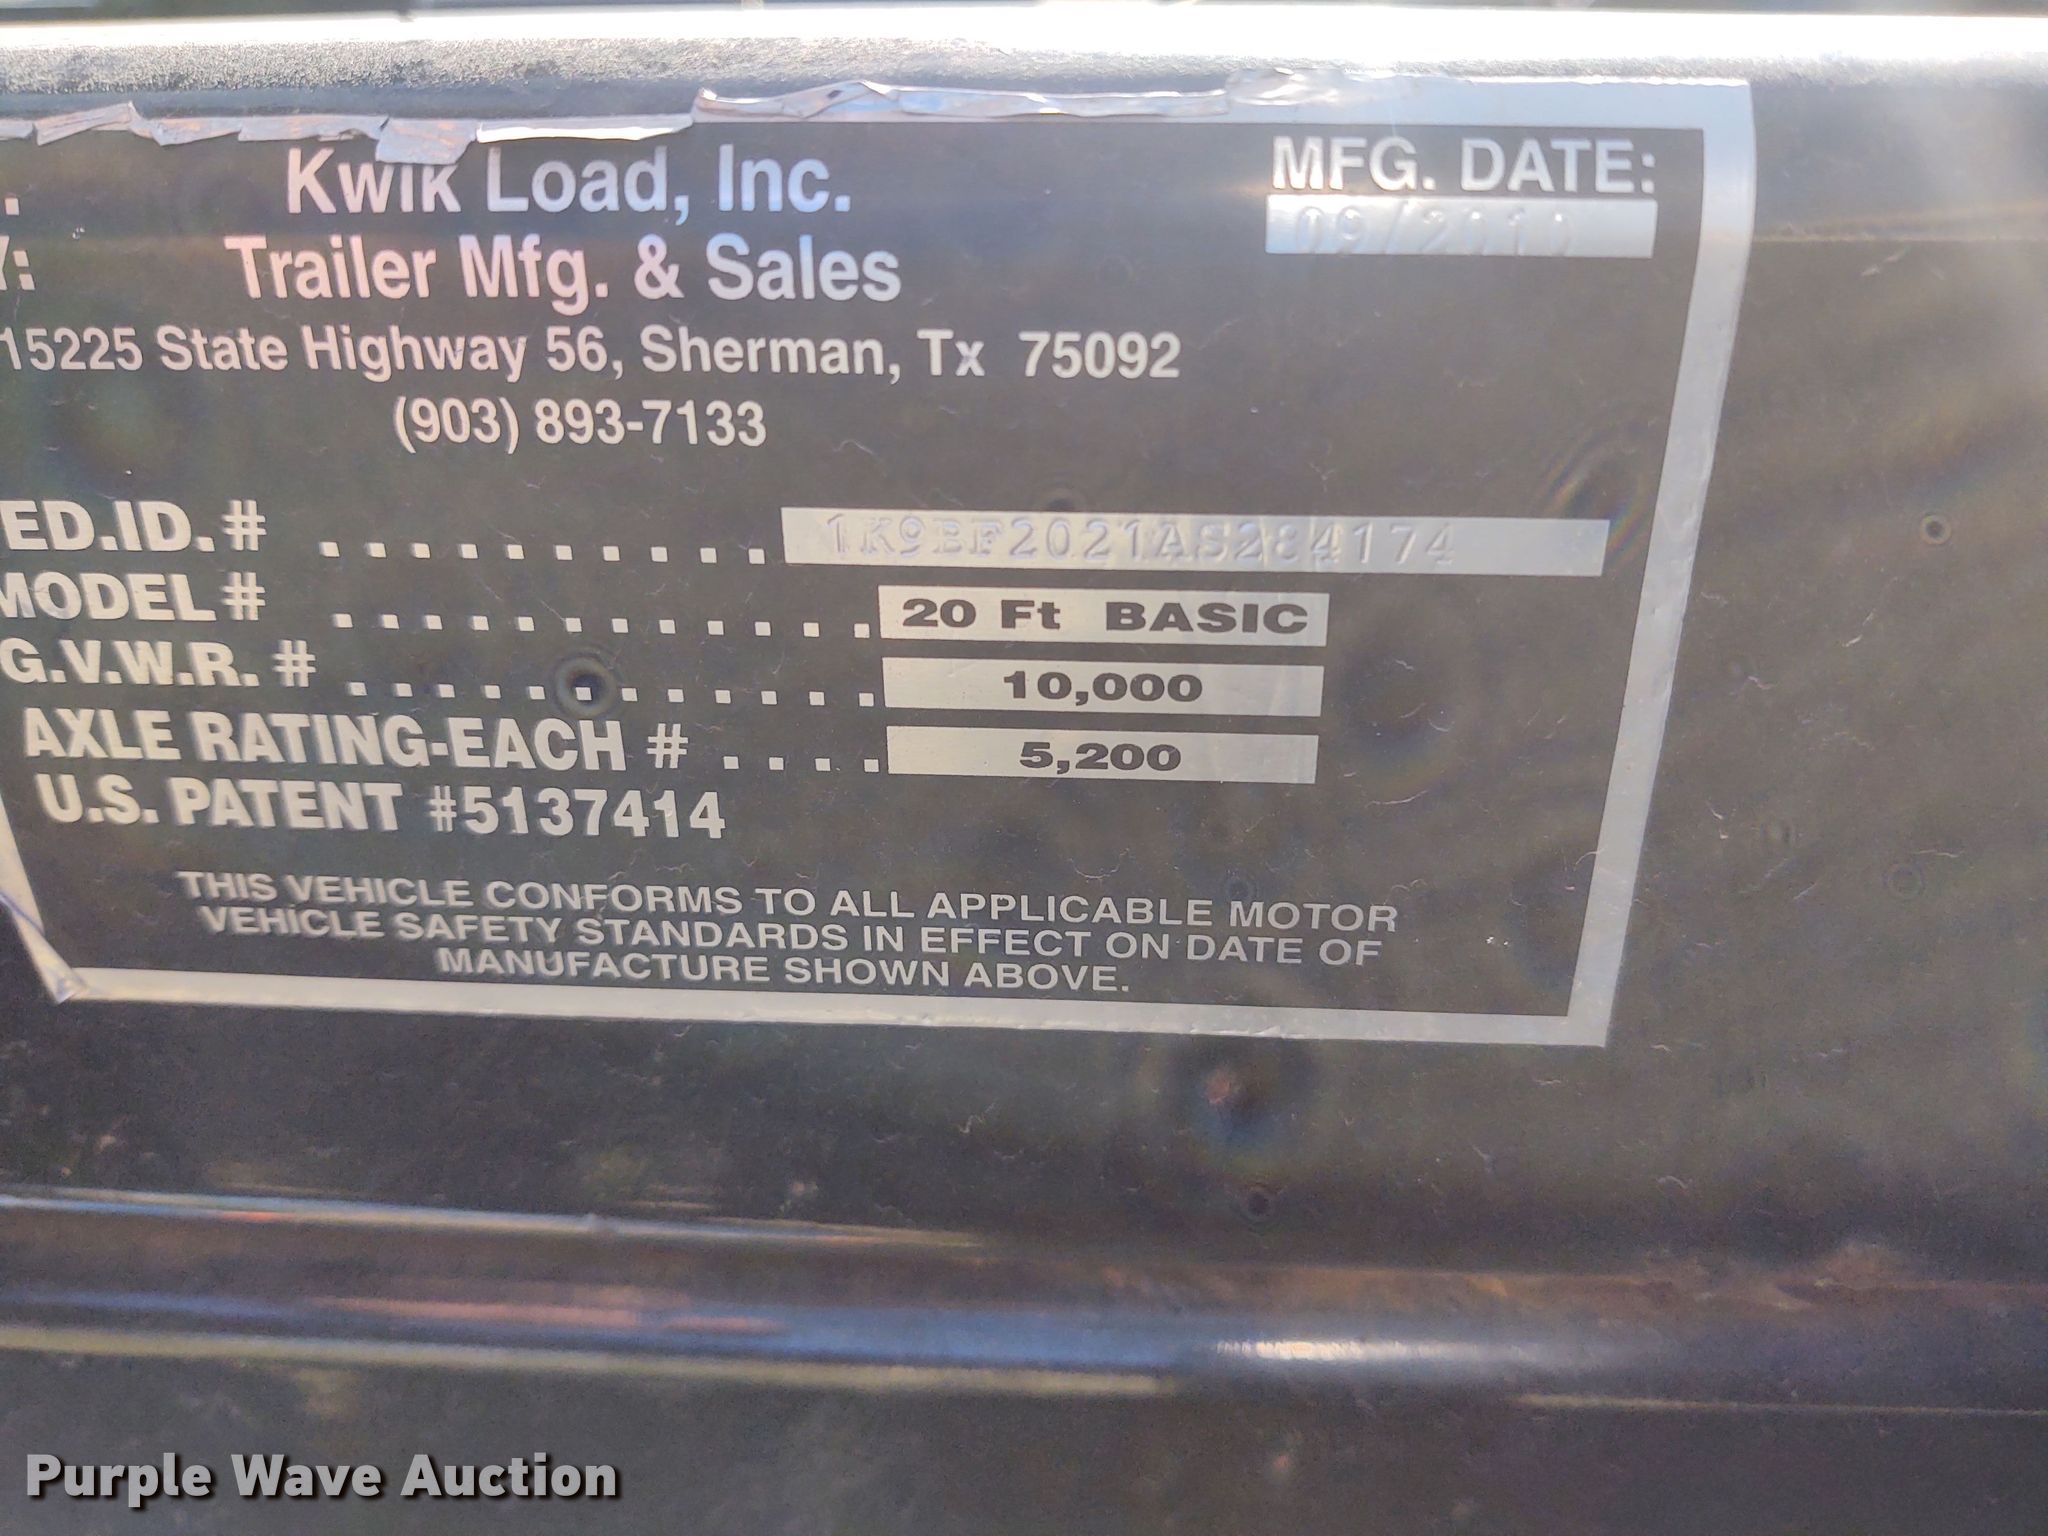 Kwik Load, Inc.
MFG. DATE:
09/2010
Trailer Mfg. & Sales
15225 State Highway 56, Sherman, Tx 75092
(903) 893-7133
ED.ID. # .......... 1K9BF2021AS284174
MODEL # ............ 20 Ft BASIC
G.V.W.R. # ............ 10,000
AXLE RATING-EACH # .... 5,200
U.S. PATENT #5137414
THIS VEHICLE CONFORMS TO ALL APPLICABLE MOTOR
VEHICLE SAFETY STANDARDS IN EFFECT ON DATE OF
MANUFACTURE SHOWN ABOVE.
Purple Wave Auction